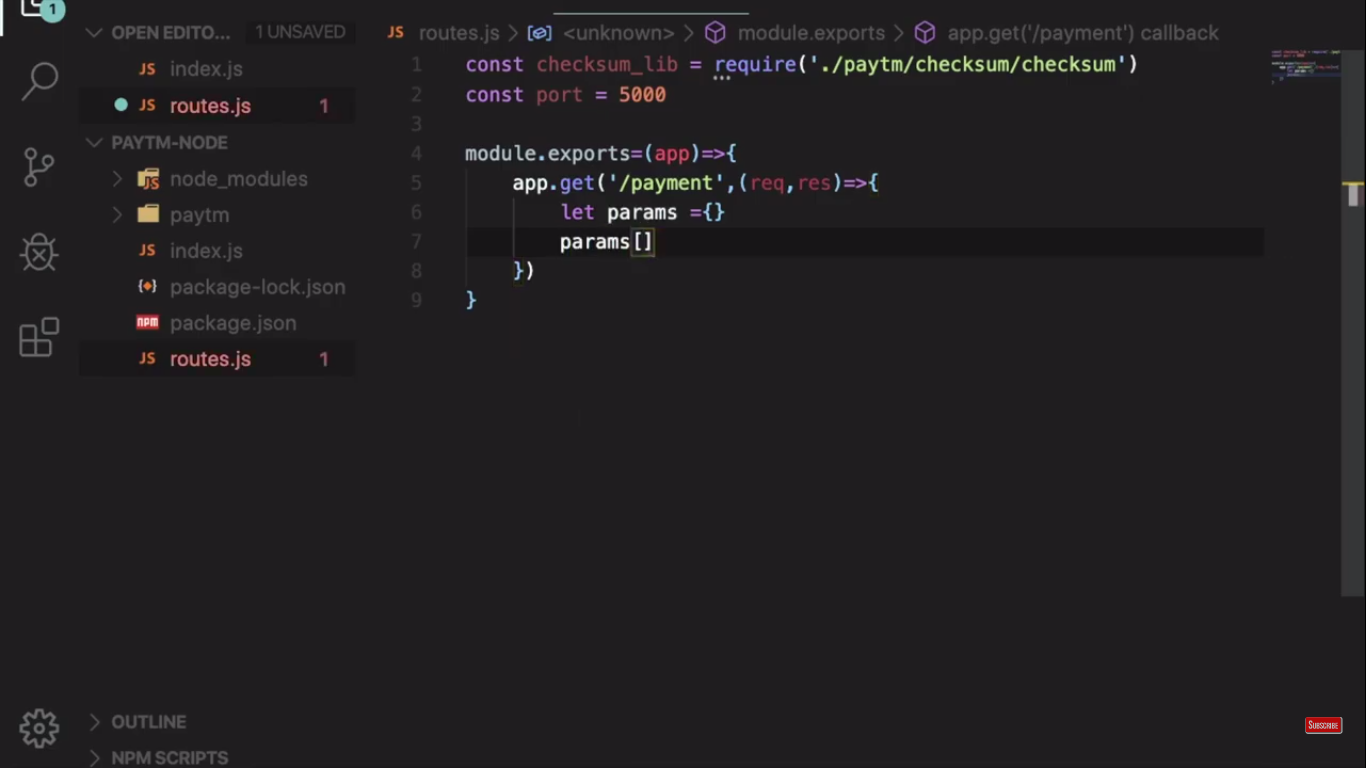 1
OPEN EDITO... 1 UNSAVED
JS index.js
JS routes.js 1
PAYTM-NODE
JS node_modules
paytm
JS index.js
package-lock.json
npm package.json
JS routes.js 1
OUTLINE
NPM SCRIPTS
JS routes.js > <unknown> > module.exports > app.get('/payment') callback
1 const checksum_lib = require('./paytm/checksum/checksum')
2 const port = 5000
3
4 module.exports=(app)=>{
5 app.get('/payment',(req,res)=>{
6 let params ={}
7 params[]
8 })
9 }
SUBSCRIBE